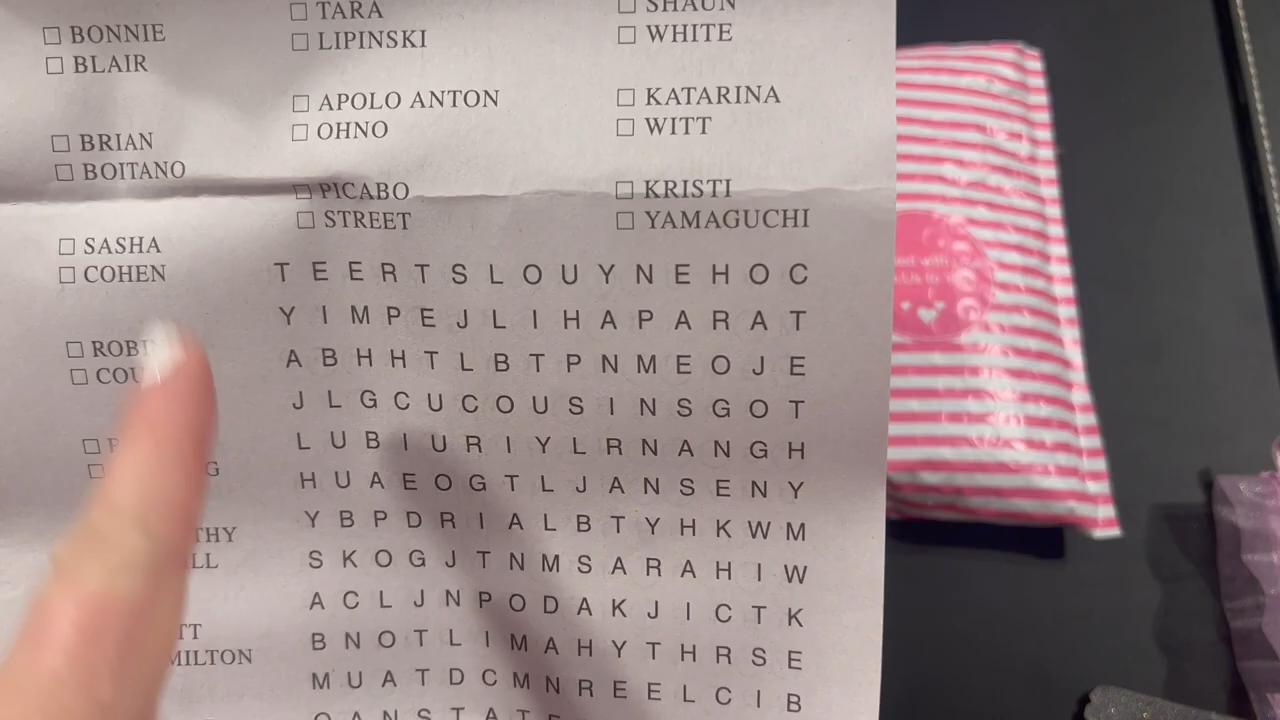 BONNIE
BLAIR
BRIAN
BOITANO
SASHA
COHEN
MILTON
TARA
LIPINSKI
APOLO ANTON
OHNO
PICABO
STREET
SHAUN
WHITE
KATARINA
WITT
KRISTI
YAMAGUCHI
T E E R T S L O U Y N E H O C
Y I M P E J L I H A P A R A T
A B H H T L B T P N M E O J E
J L G C U C O U S I N S G O T
L U B I U R I Y L R N A N G H
H U A E O G T L J A N S E N Y
Y B P D R I A L B T Y H K W M
S K O G J T N M S A R A H I W
A C L J N P O D A K J I C T K
B N O T L I M A H Y T H R S E
M U A T D C M N R E E L C I B